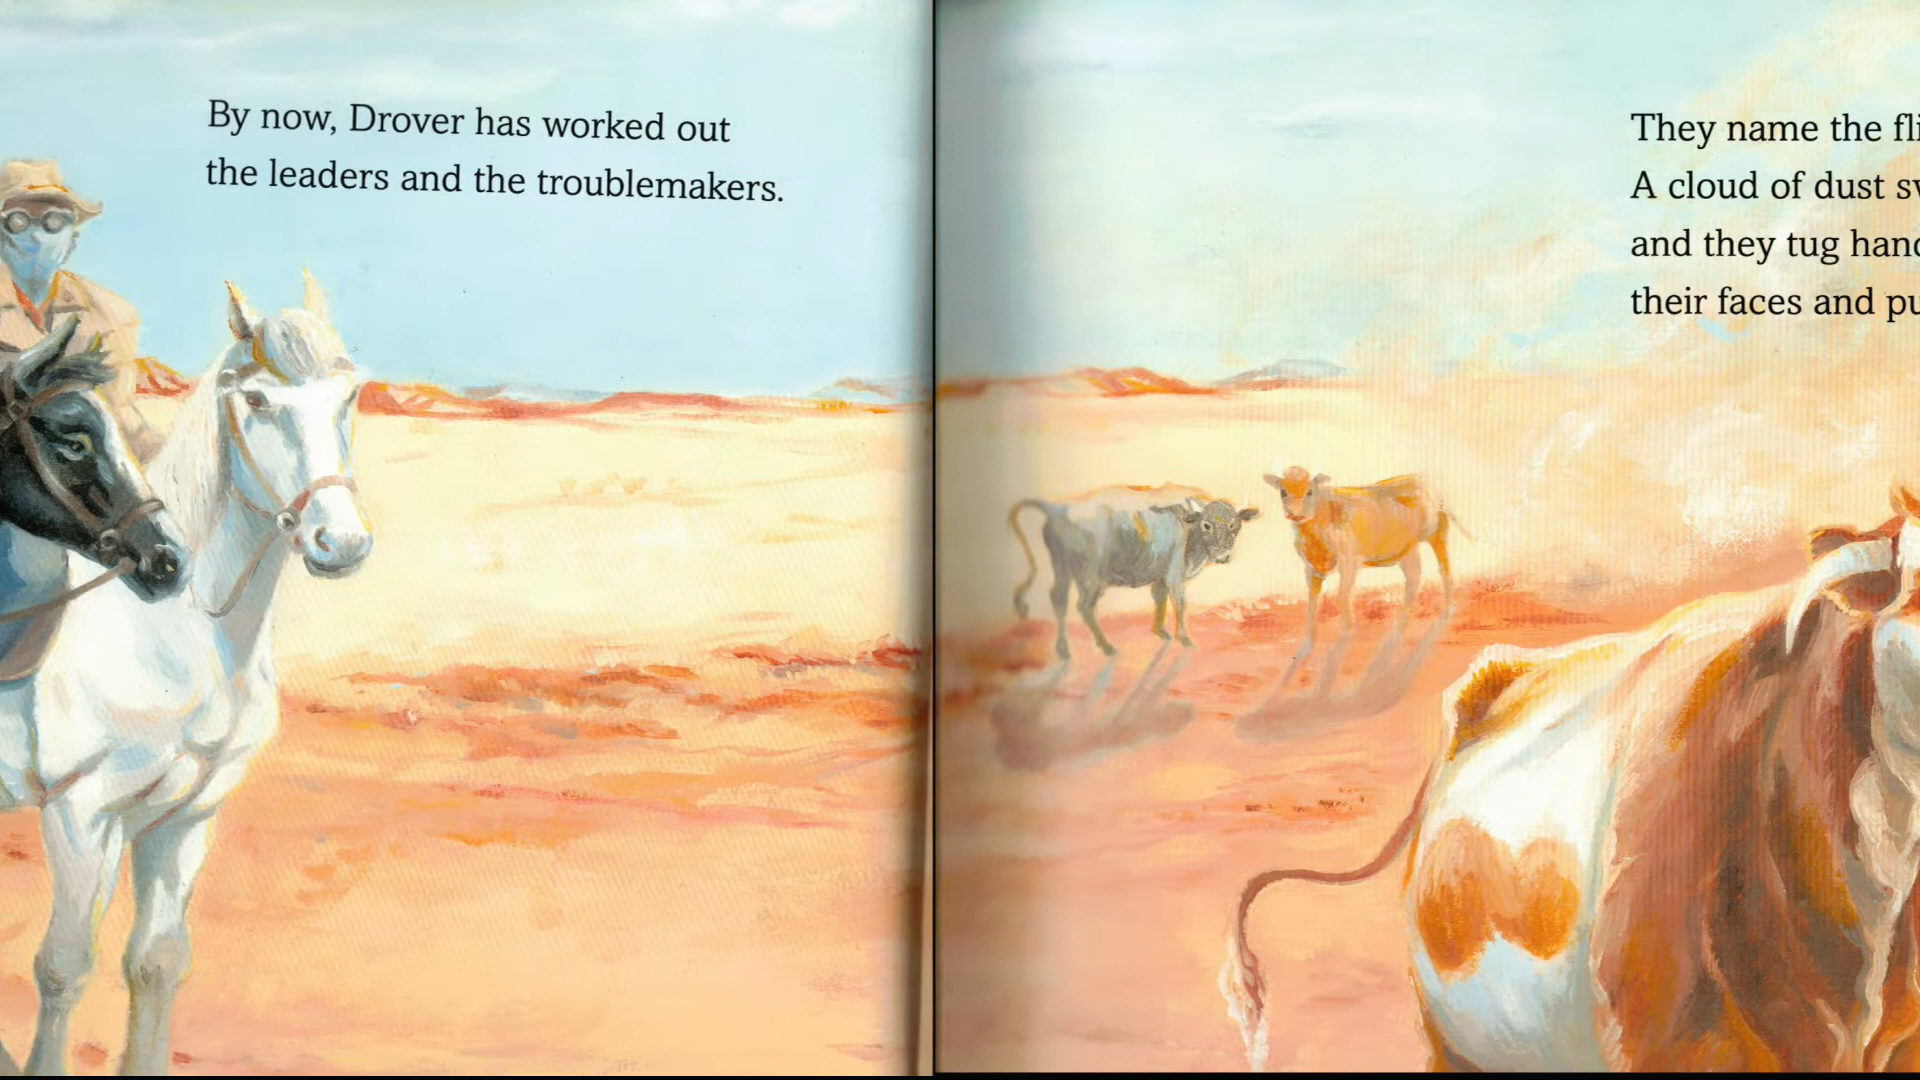 By now, Drover has worked out
the leaders and the troublemakers.
They name the
A cloud of dust
and they tug
their faces and